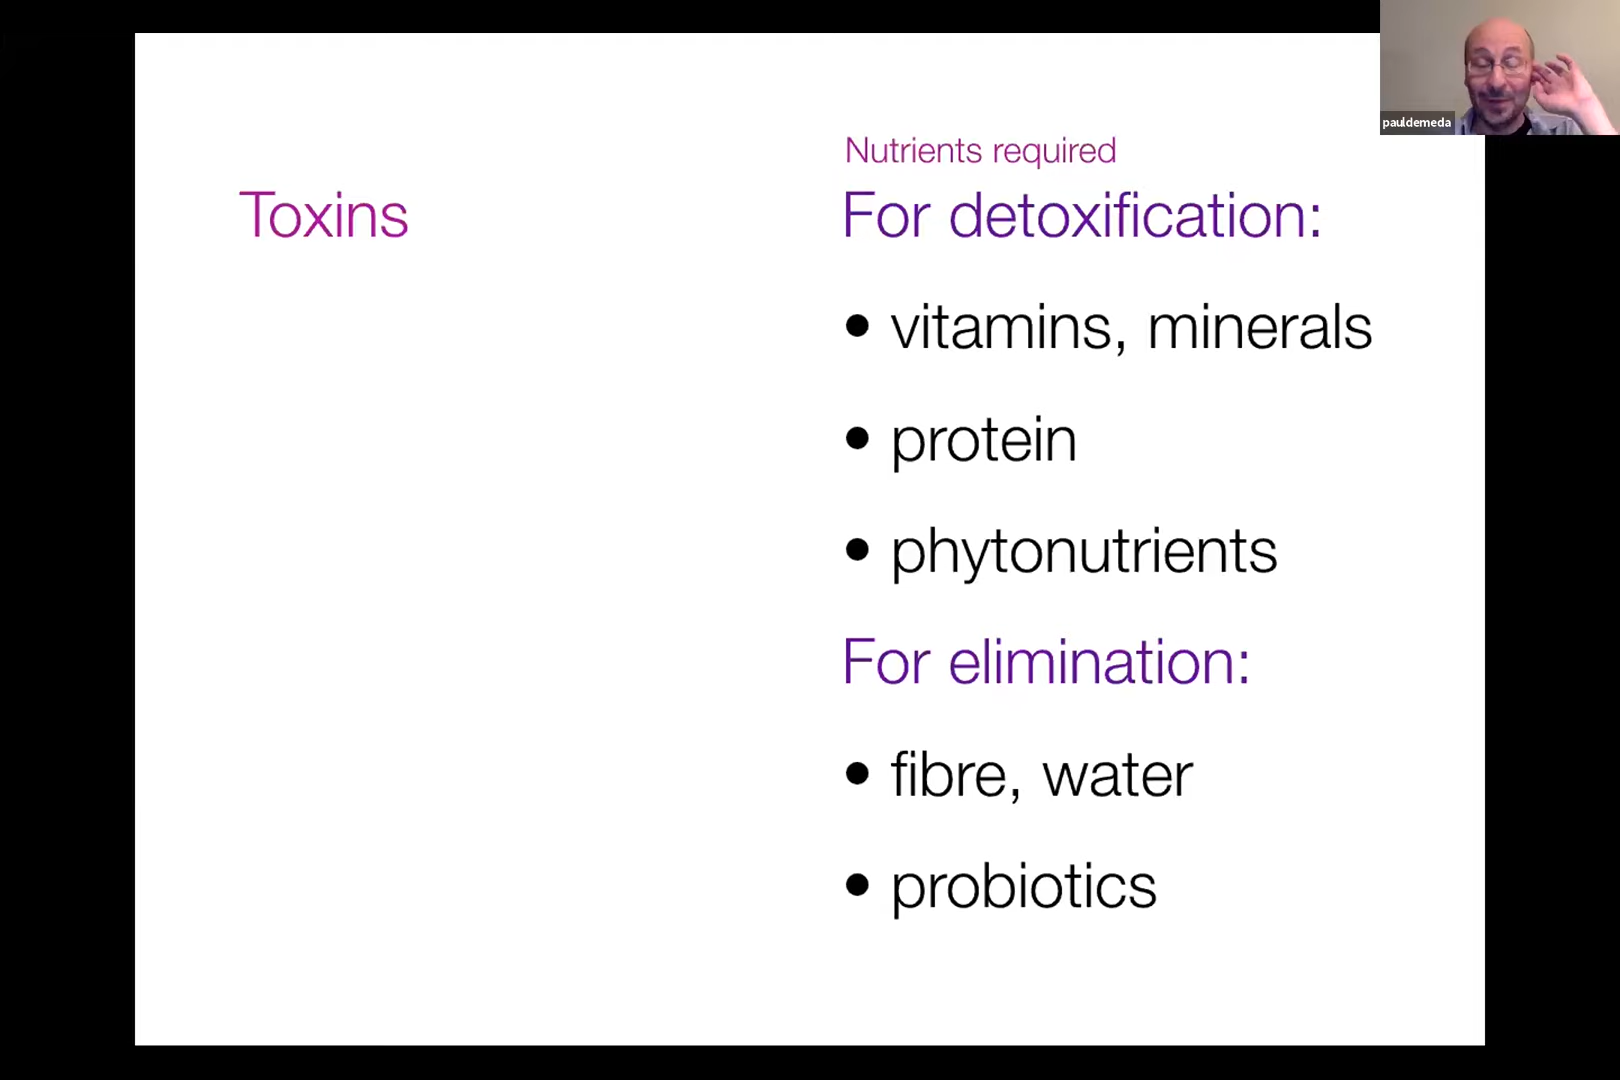 Toxins
Nutrients required
For detoxification:
• vitamins, minerals
• protein
• phytonutrients
For elimination:
• fibre, water
• probiotics
pauldemeda